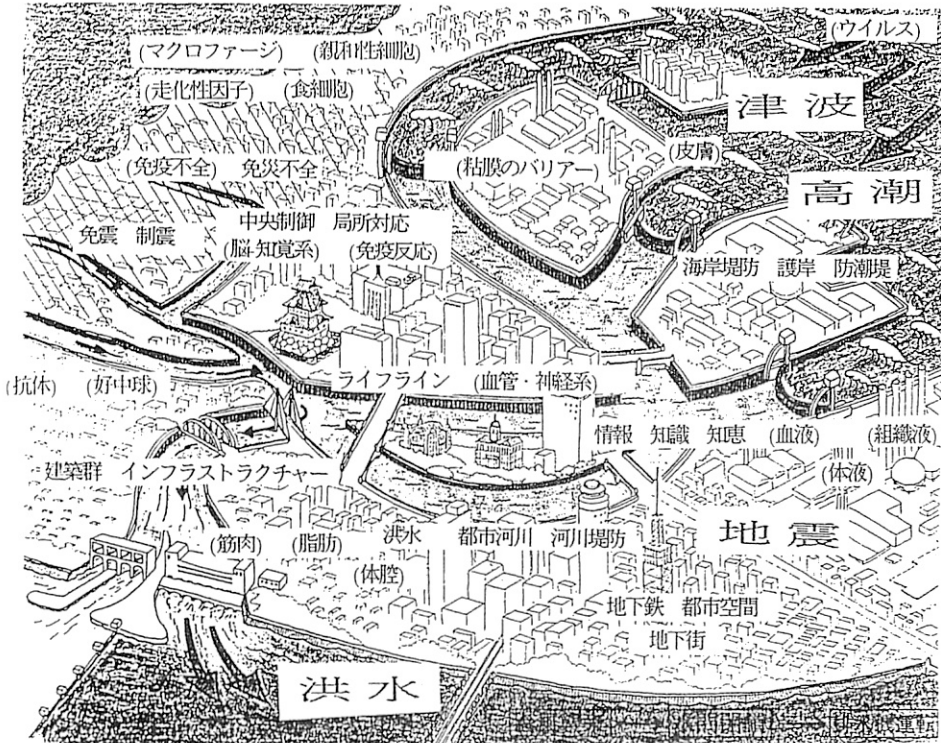 (ウイルス)
(マクロファージ) (親和性細胞)
(走化性因子) (食細胞)
津波
(皮膚)
(免疫不全) 免災不全 (粘膜のバリアー)
高潮
中央制御 局所対応
免震 制震
(脳・知覚系) (免疫反応)
海岸堤防 護岸 防潮堤
ライフライン (血管・神経系)
(抗休) (好中球)
情報 知識 知恵 (血液) (組織液)
建築群 インフラストラクチャー
(体液)
地震
(筋肉) (脂肪) 洪水 都市河川 河川堤防
(体腔)
地下鉄 都市空間
地下街
洪水